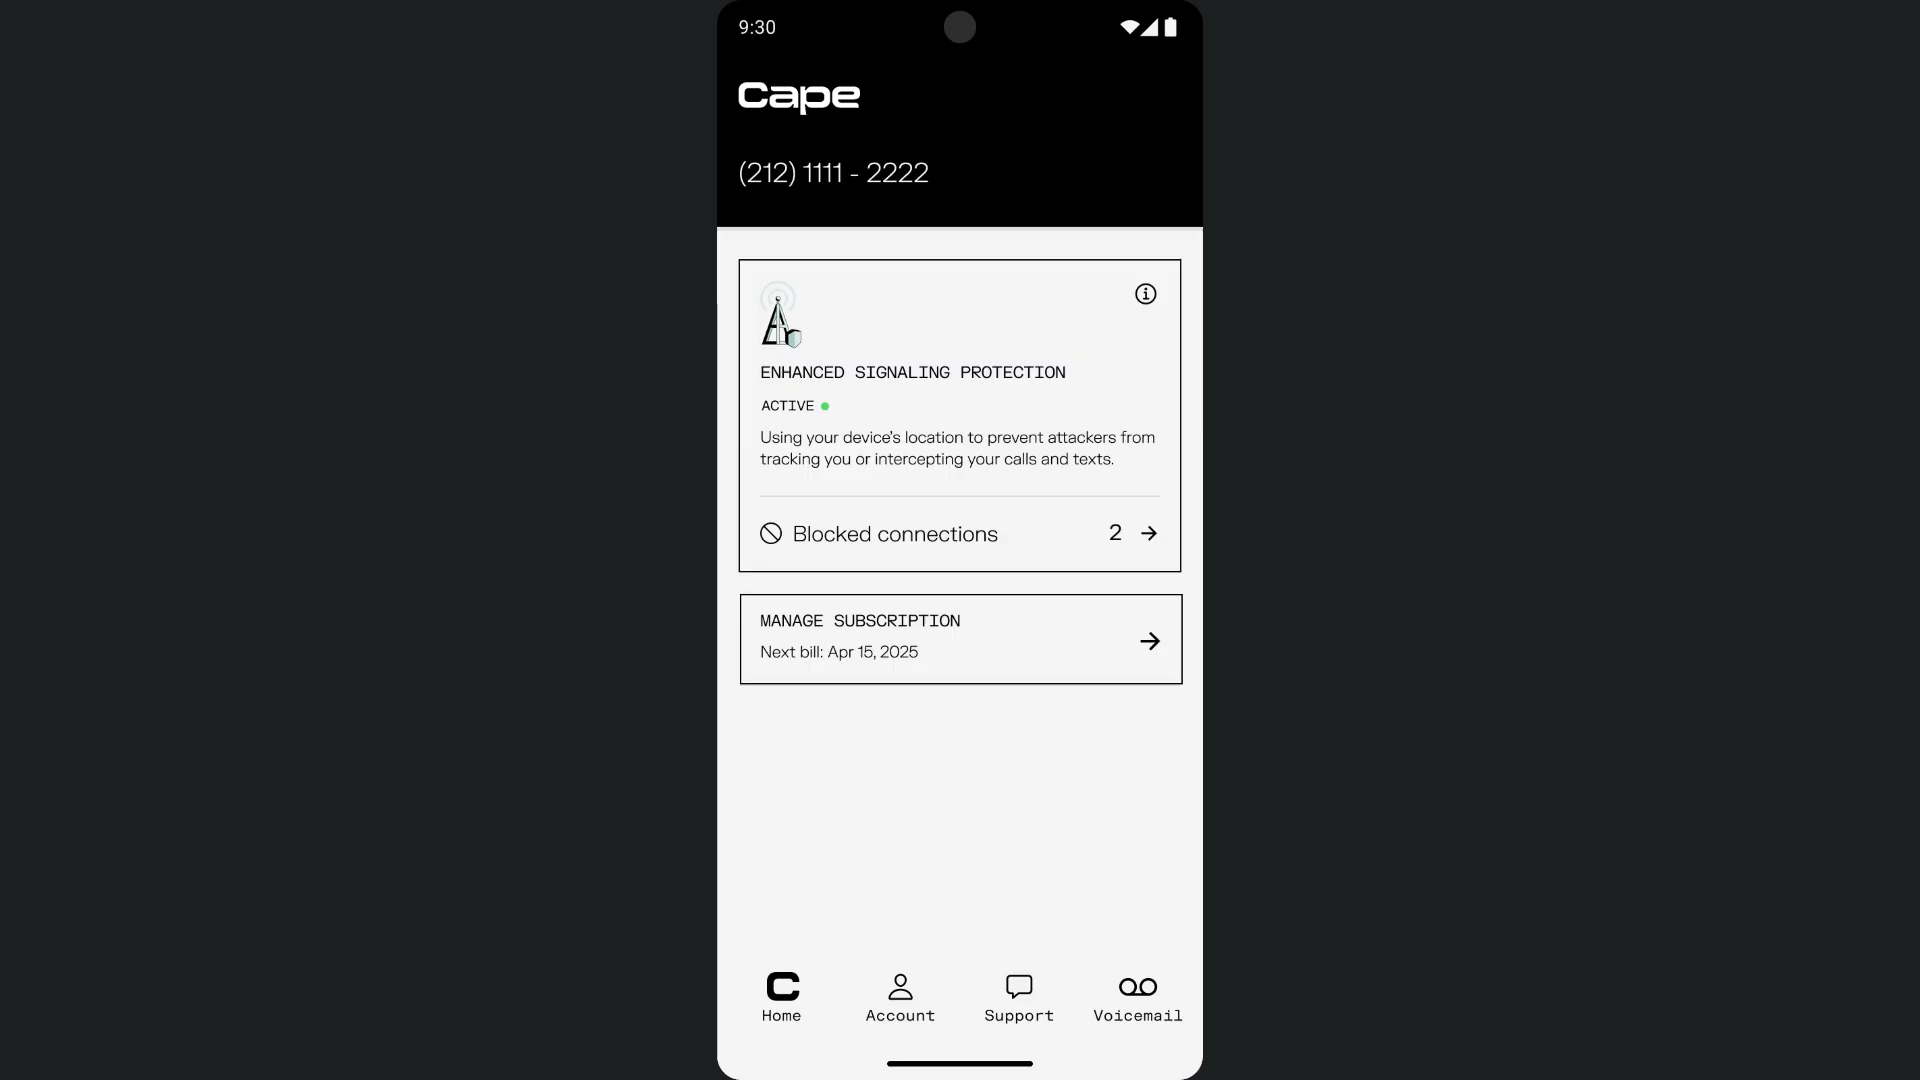 9:30
Cape
(212) 1111 - 2222
ENHANCED SIGNALING PROTECTION
ACTIVE
Using your device's location to prevent attackers from
tracking you or intercepting your calls and texts.
Blocked connections 2
MANAGE SUBSCRIPTION
Next bill: Apr 15, 2025
Home Account Support Voicemail